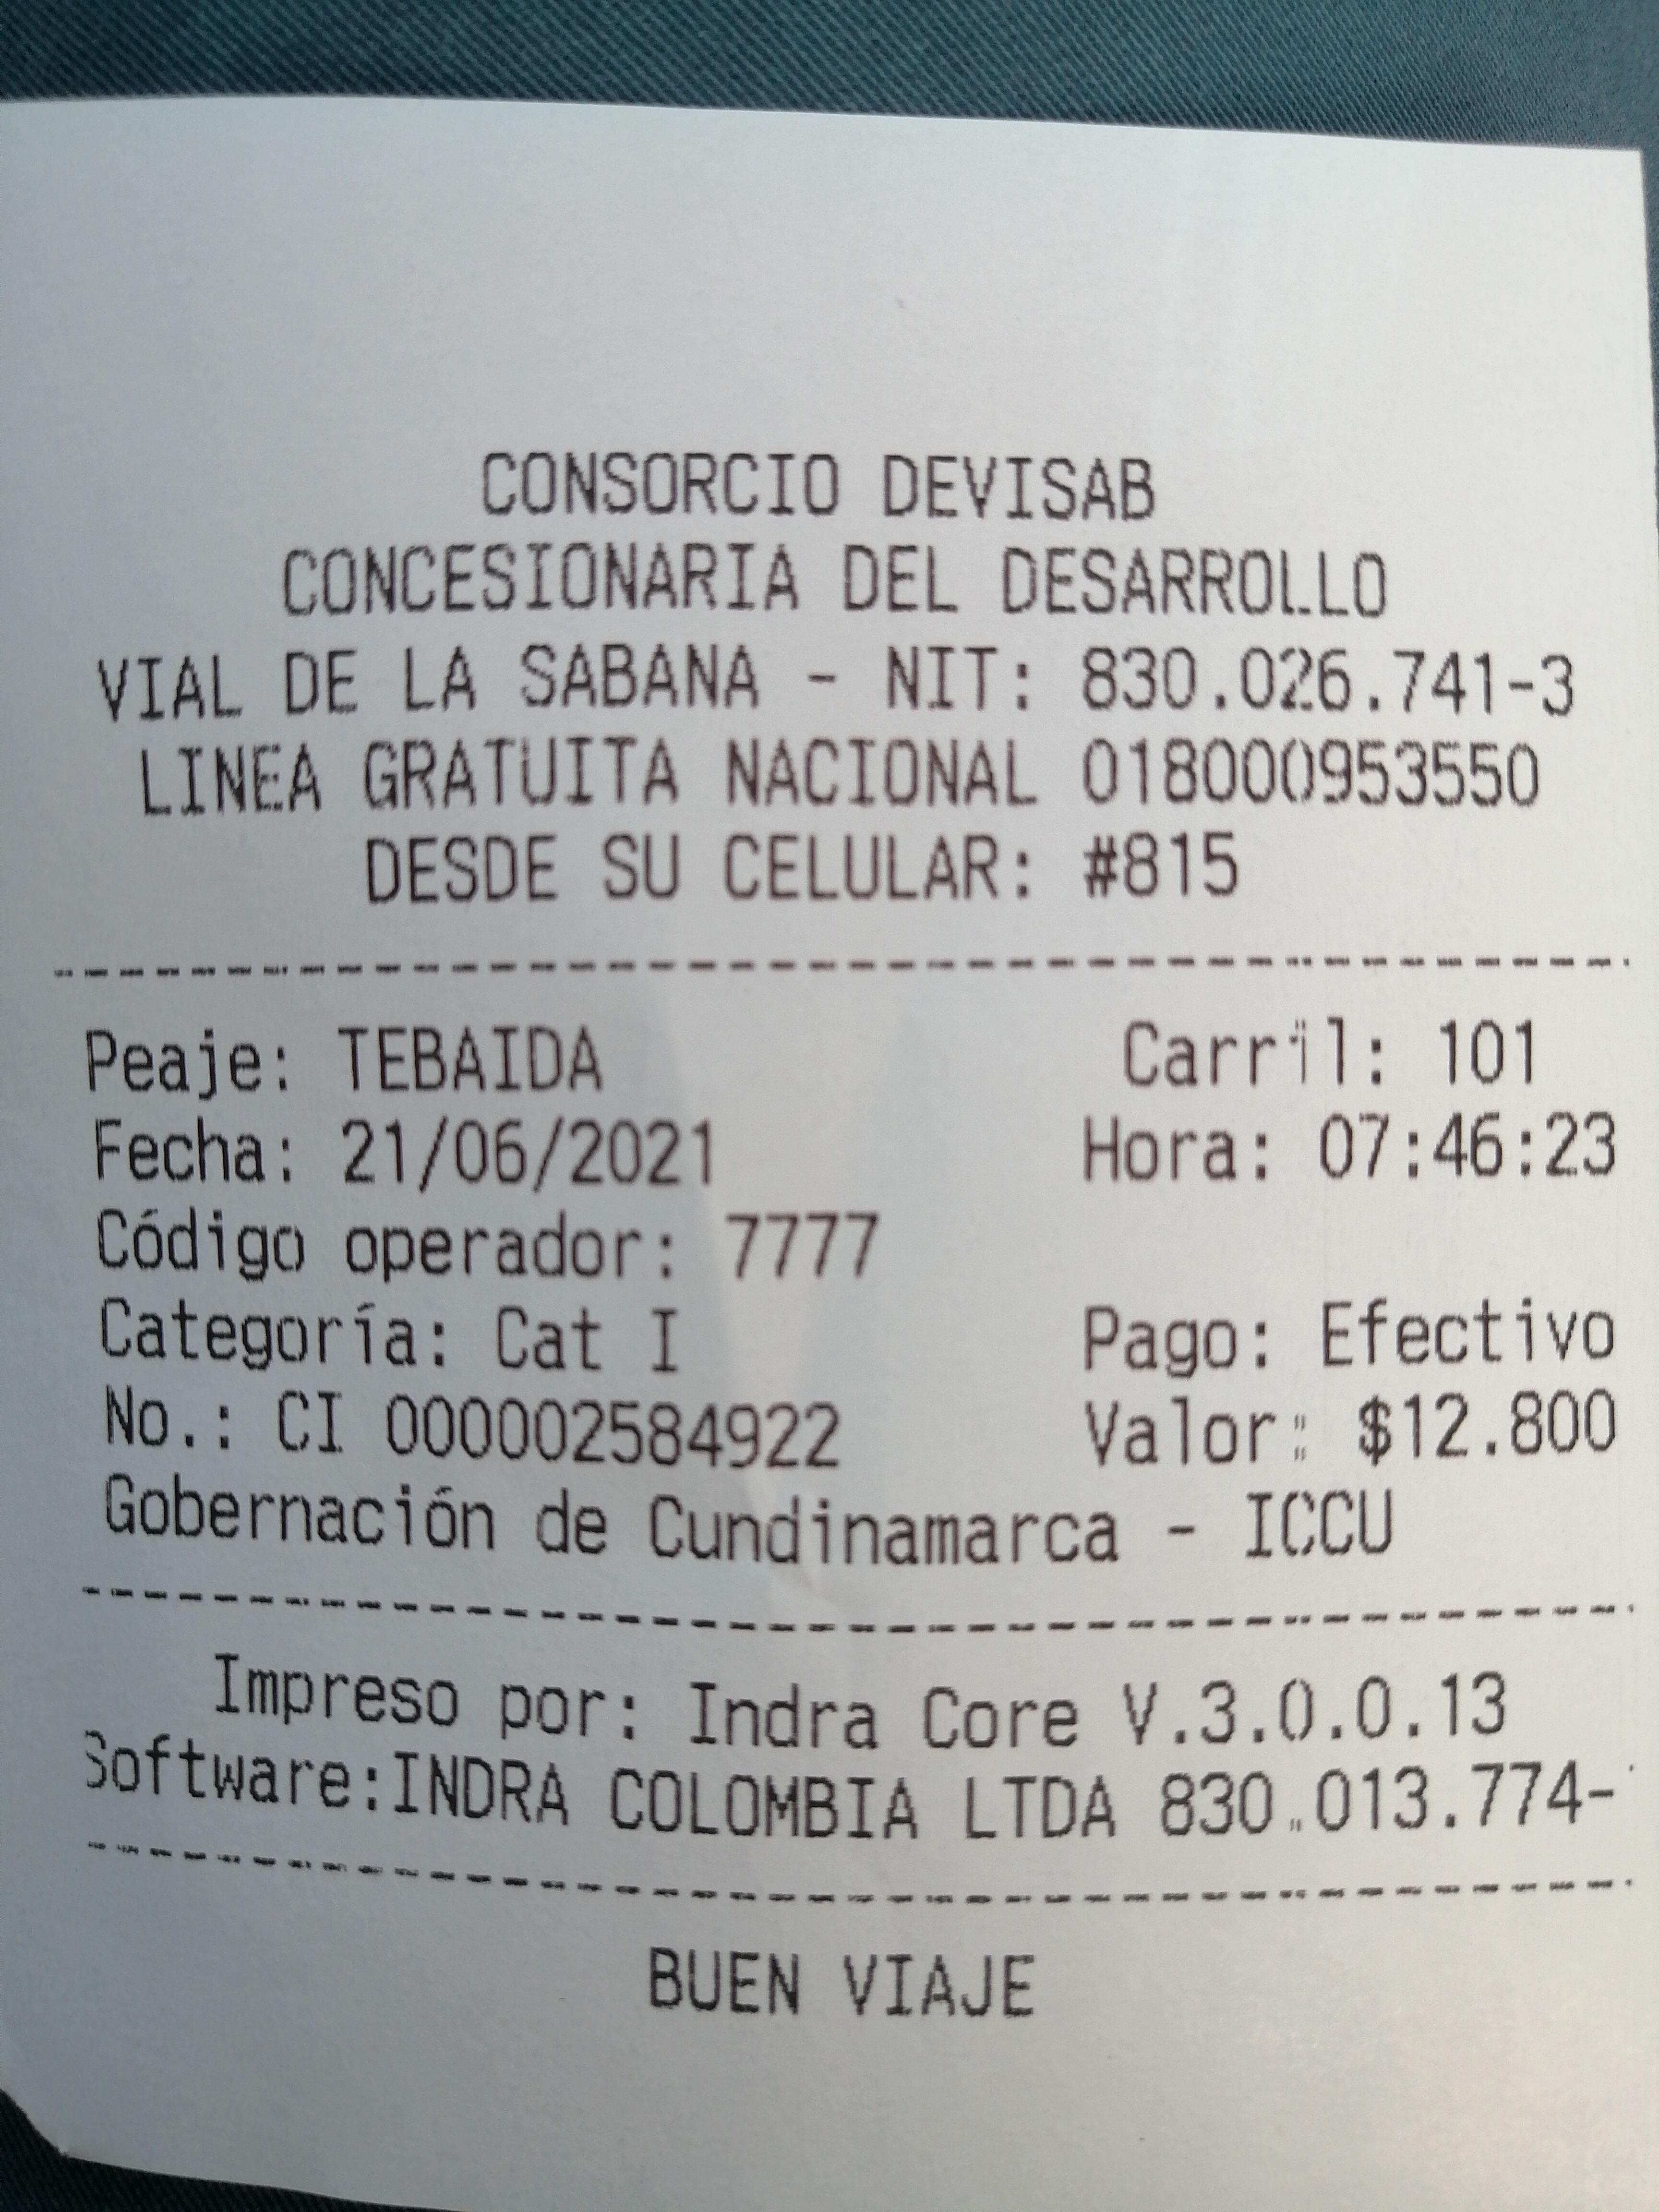 CONSORCIO DEVISAB
CONCESIONARIA DEL DESARROLLO
VIAL DE LA SABANA - NIT: 830.026.741-3
LINEA GRATUITA NACIONAL 018000953550
DESDE SU CELULAR: #815
Peaje: TEBAIDA Carril: 101
Fecha: 21/06/2021 Hora: 07:46:23
Código operador: 7777
Categoría: Cat I Pago: Efectivo
No.: CI 000002584922 Valor: $12.800
Gobernación de Cundinamarca - ICCU
Impreso por: Indra Core V.3.0.0.13
Software:INDRA COLOMBIA LTDA 830.013.774-
BUEN VIAJE